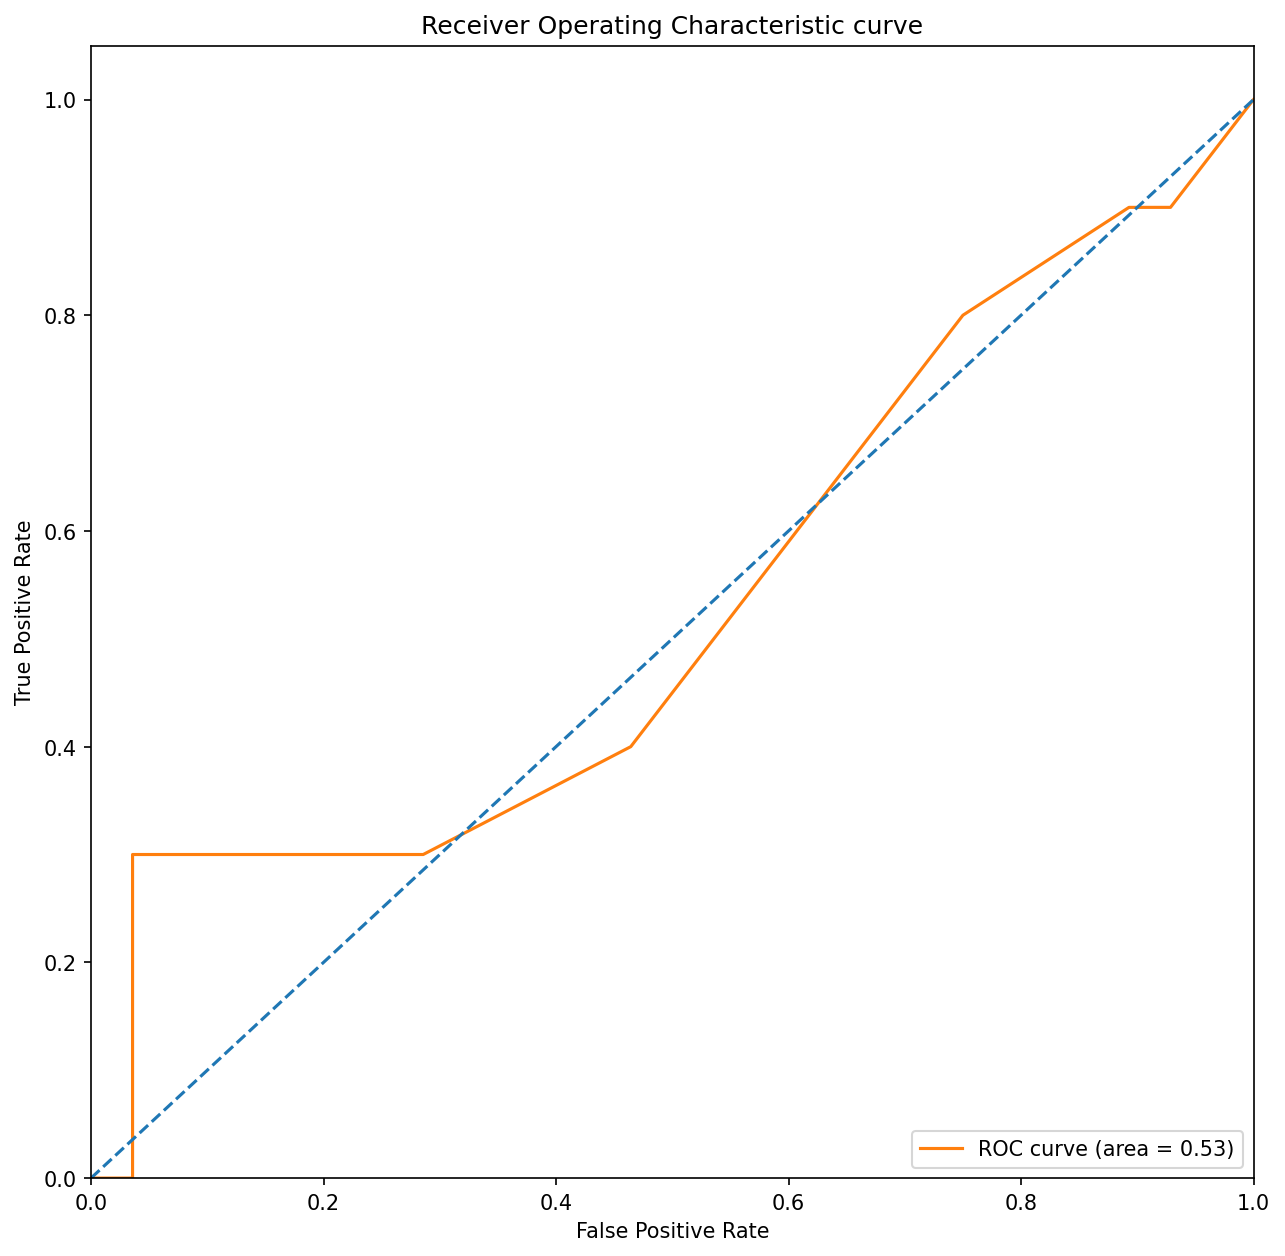 Receiver Operating Characteristic curve
1.0
0.8
0.6
0.4
0.2
0.0
True Positive Rate
ROC curve (area = 0.53)
0.0 0.2 0.4 0.6 0.8 1.0
False Positive Rate